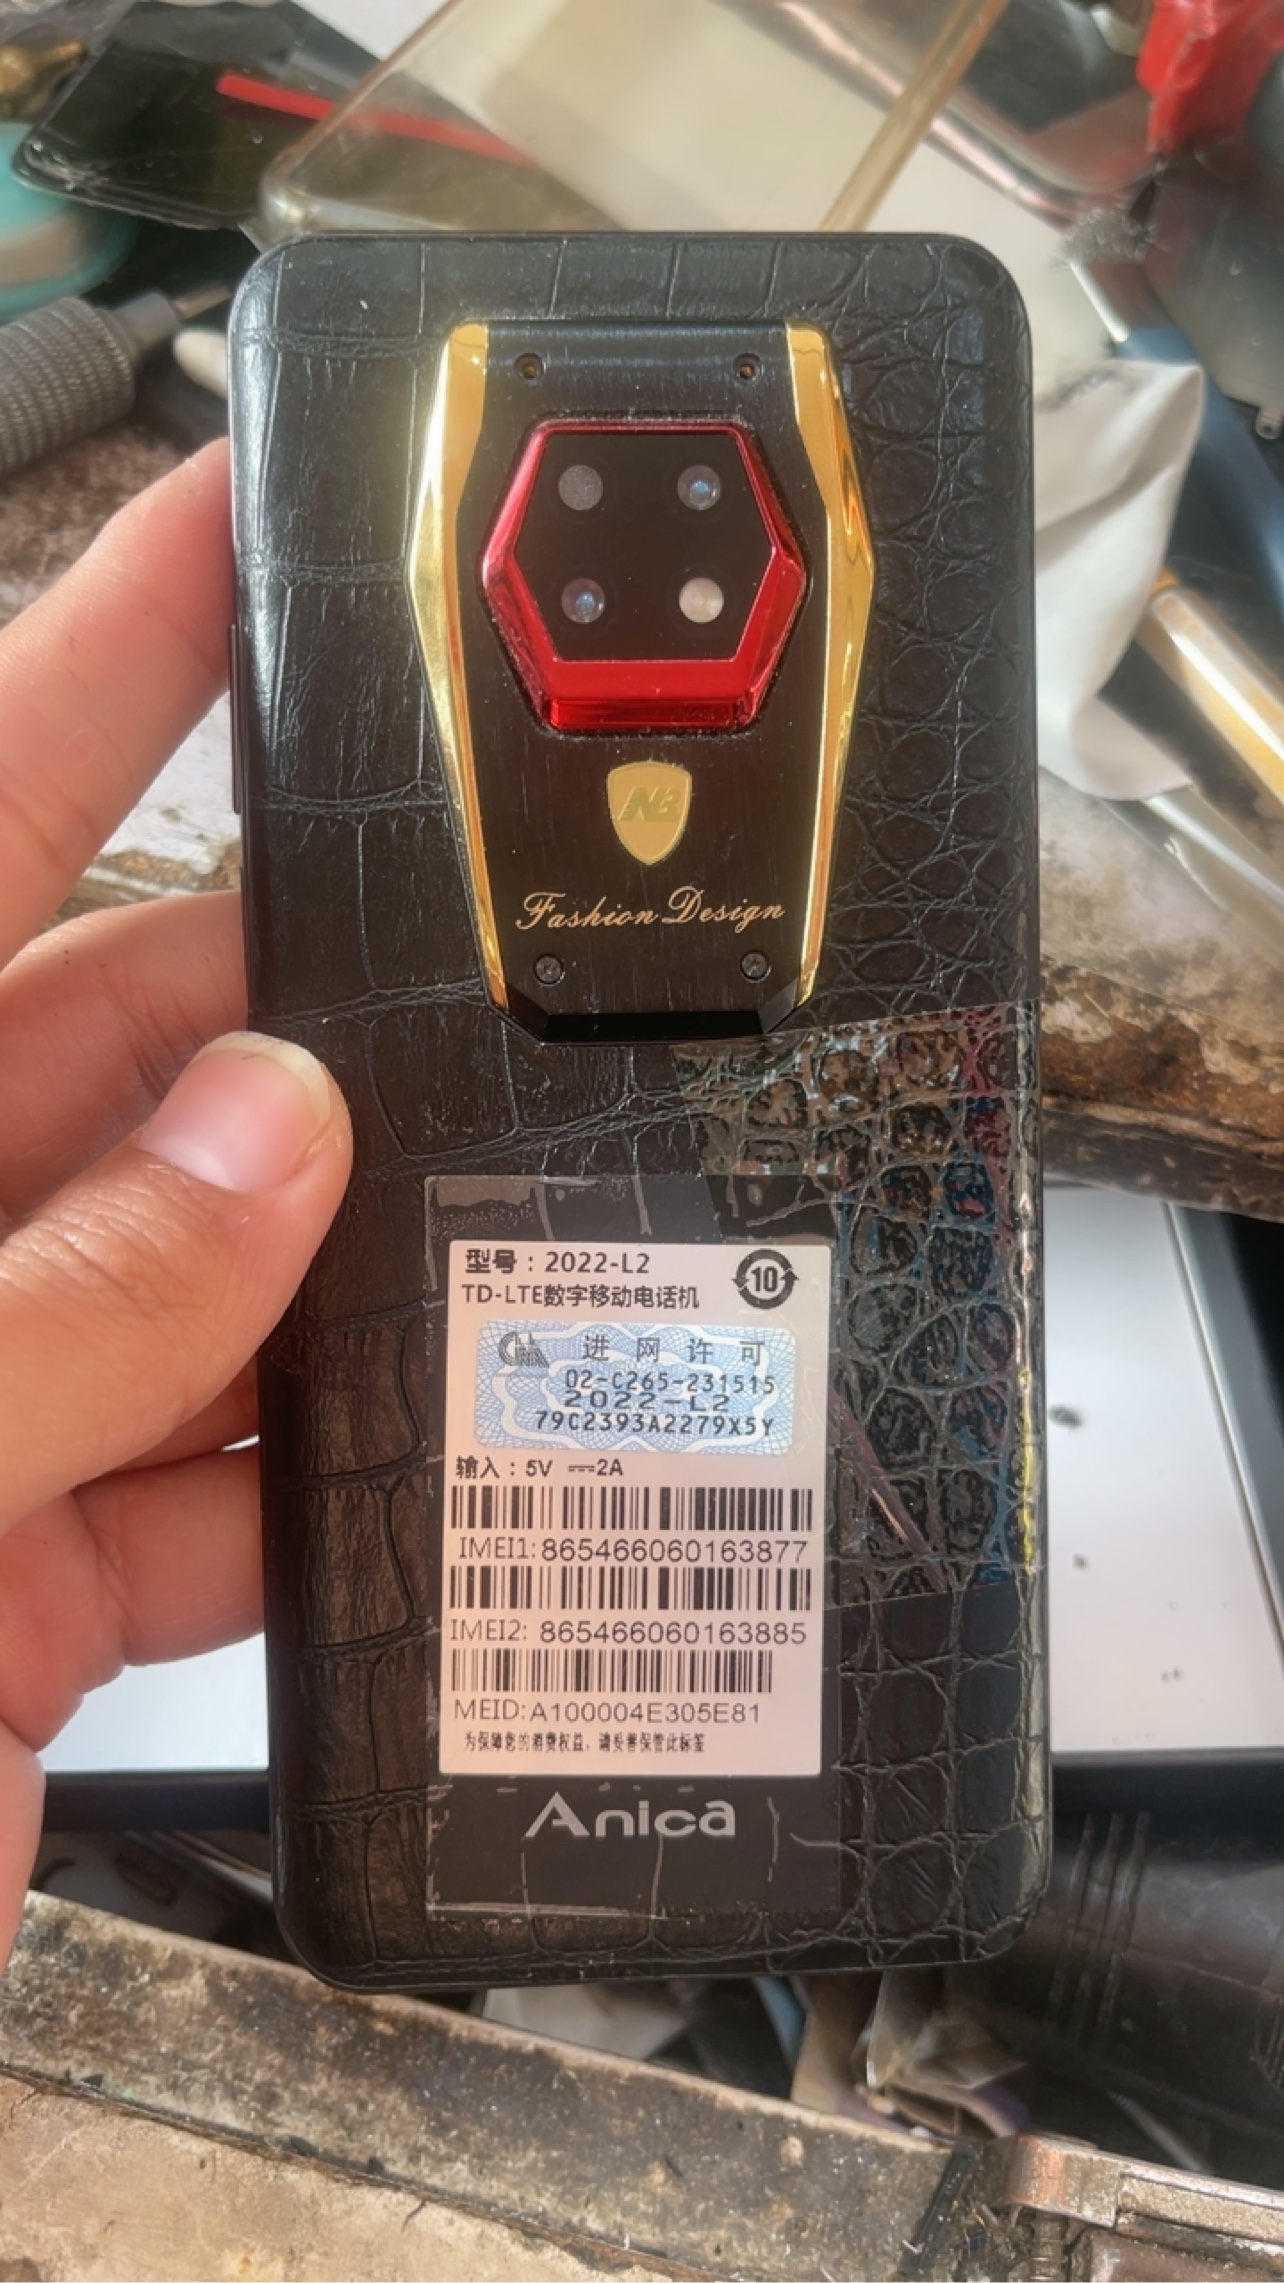 NB
Fashion Design
型号：2022-L2
10
TD-LTE数字移动电话机
进网许可
02-C265-231515
2022-L2
79C2393A2279X5Y
输入：5V ⎓2A
IMEI1:865466060163877
IMEI2: 865466060163885
MEID:A100004E305E81
为保障您的消费权益，请妥善保管此标签
Anica